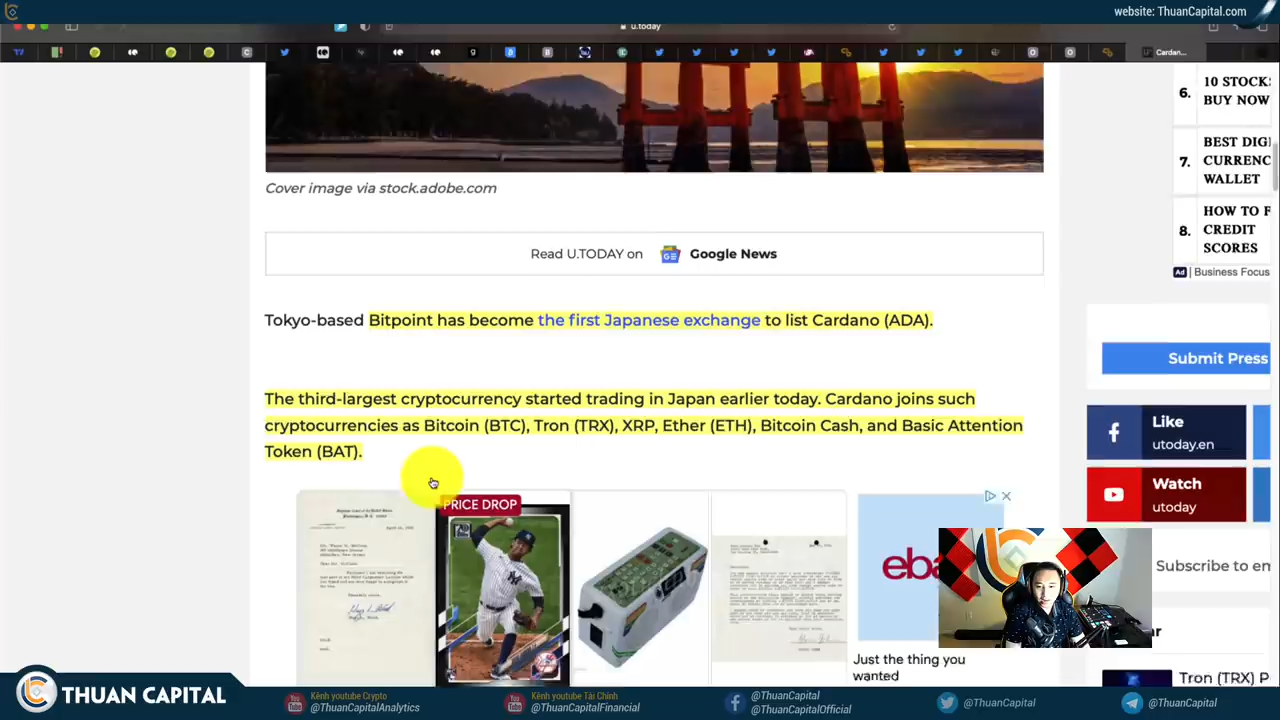 website: ThuanCapital.com
u.today
Cardan...
Cover image via stock.adobe.com
Read U.TODAY on Google News
Tokyo-based Bitpoint has become the first Japanese exchange to list Cardano (ADA).
The third-largest cryptocurrency started trading in Japan earlier today. Cardano joins such
cryptocurrencies as Bitcoin (BTC), Tron (TRX), XRP, Ether (ETH), Bitcoin Cash, and Basic Attention
Token (BAT).
PRICE DROP
Just the thing you
wanted
6.
10 STOCKS
BUY NOW
7.
BEST DIG
CURRENC
WALLET
8.
HOW TO F
CREDIT
SCORES
Ad | Business Focus
Submit Press
Like
utoday.en
Watch
utoday
Subscribe to en
Tron (TRX) P
THUAN CAPITAL
Kênh youtube Crypto
@ThuanCapitalAnalytics
Kênh youtube Tài Chính
@ThuanCapitalFinancial
@ThuanCapital
@ThuanCapitalOfficial
@ThuanCapital
@ThuanCapital